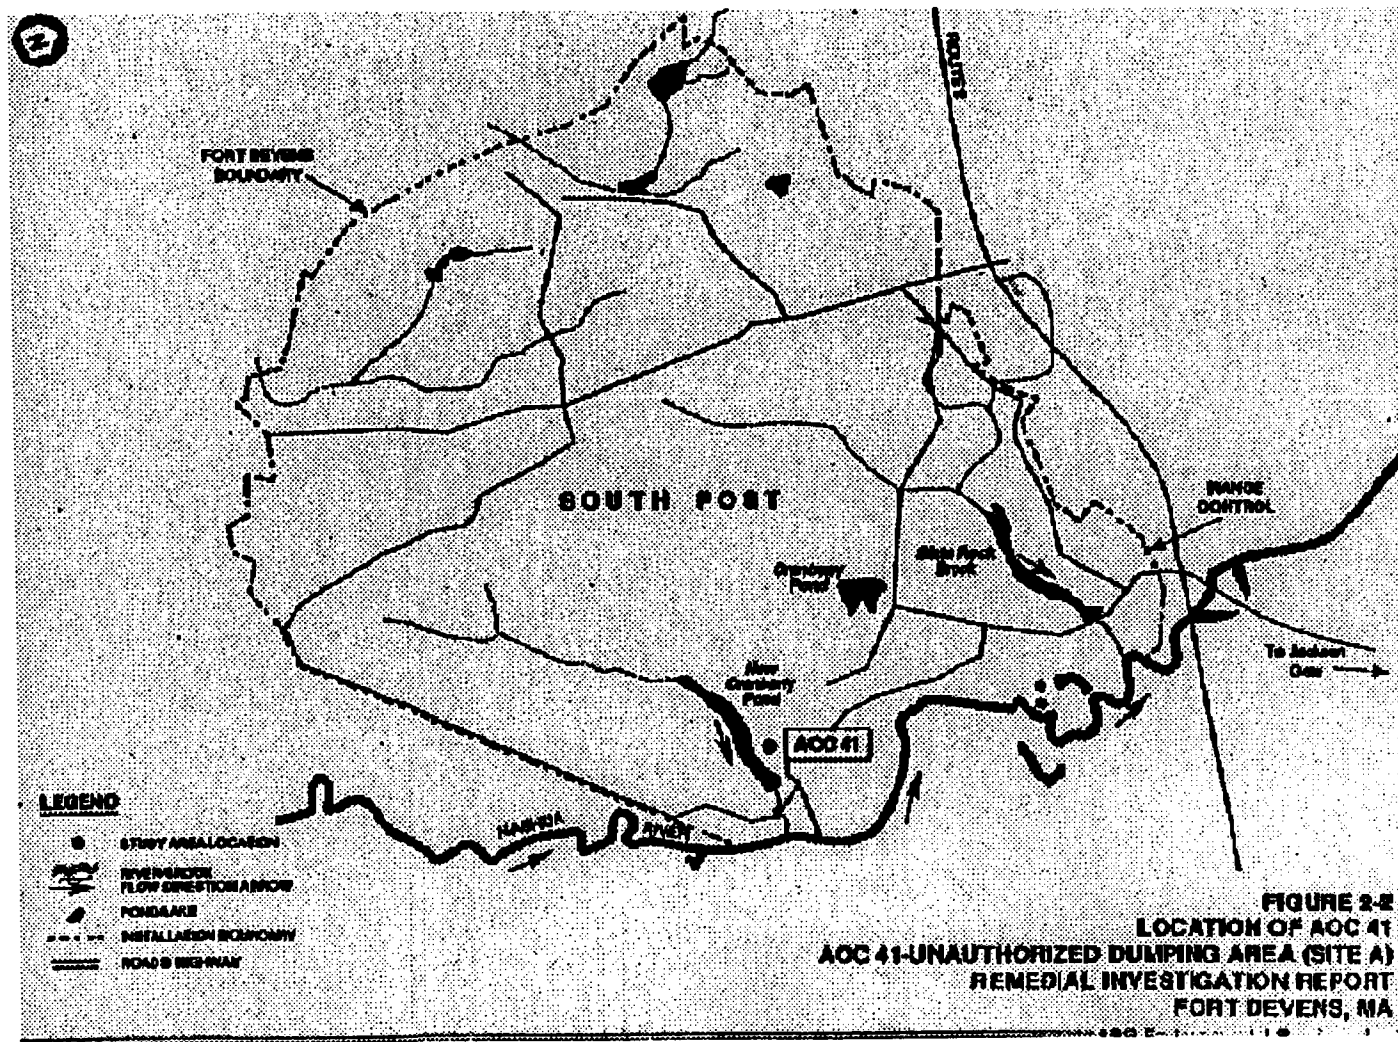 N
ROUTE 2
FORT DEVENS
BOUNDARY
SOUTH POST
RANGE
CONTROL
Slate Rock
Brook
Cranberry
Pond
New
Cranberry
Pond
To Jackson
Gate
AOC 41
NASHUA RIVER
LEGEND
STUDY AREA LOCATION
RIVER/BROOK
FLOW DIRECTION ARROW
POND/LAKE
INSTALLATION BOUNDARY
ROAD/HIGHWAY
FIGURE 2-2
LOCATION OF AOC 41
AOC 41-UNAUTHORIZED DUMPING AREA (SITE A)
REMEDIAL INVESTIGATION REPORT
FORT DEVENS, MA